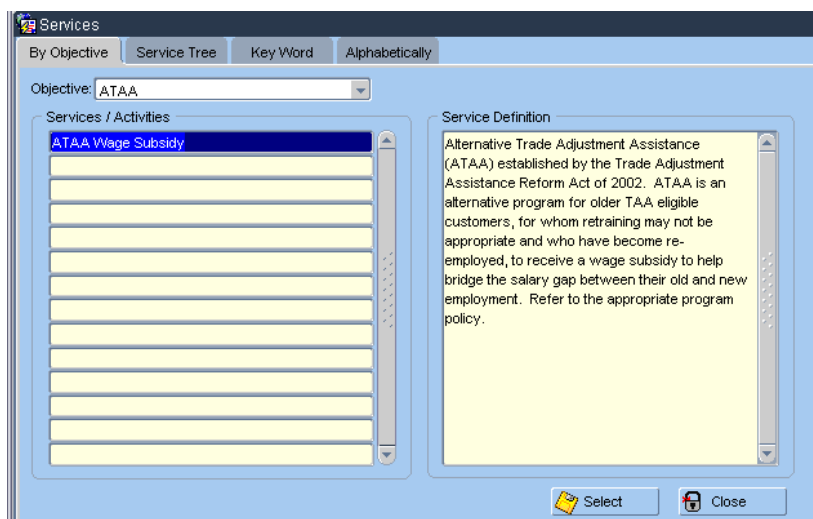 Services
By Objective Service Tree Key Word Alphabetically
Objective: ATAA
Services / Activities
ATAA Wage Subsidy
Service Definition
Alternative Trade Adjustment Assistance
(ATAA) established by the Trade Adjustment
Assistance Reform Act of 2002. ATAA is an
alternative program for older TAA eligible
customers, for whom retraining may not be
appropriate and who have become re-
employed, to receive a wage subsidy to help
bridge the salary gap between their old and new
employment. Refer to the appropriate program
policy.
Select Close